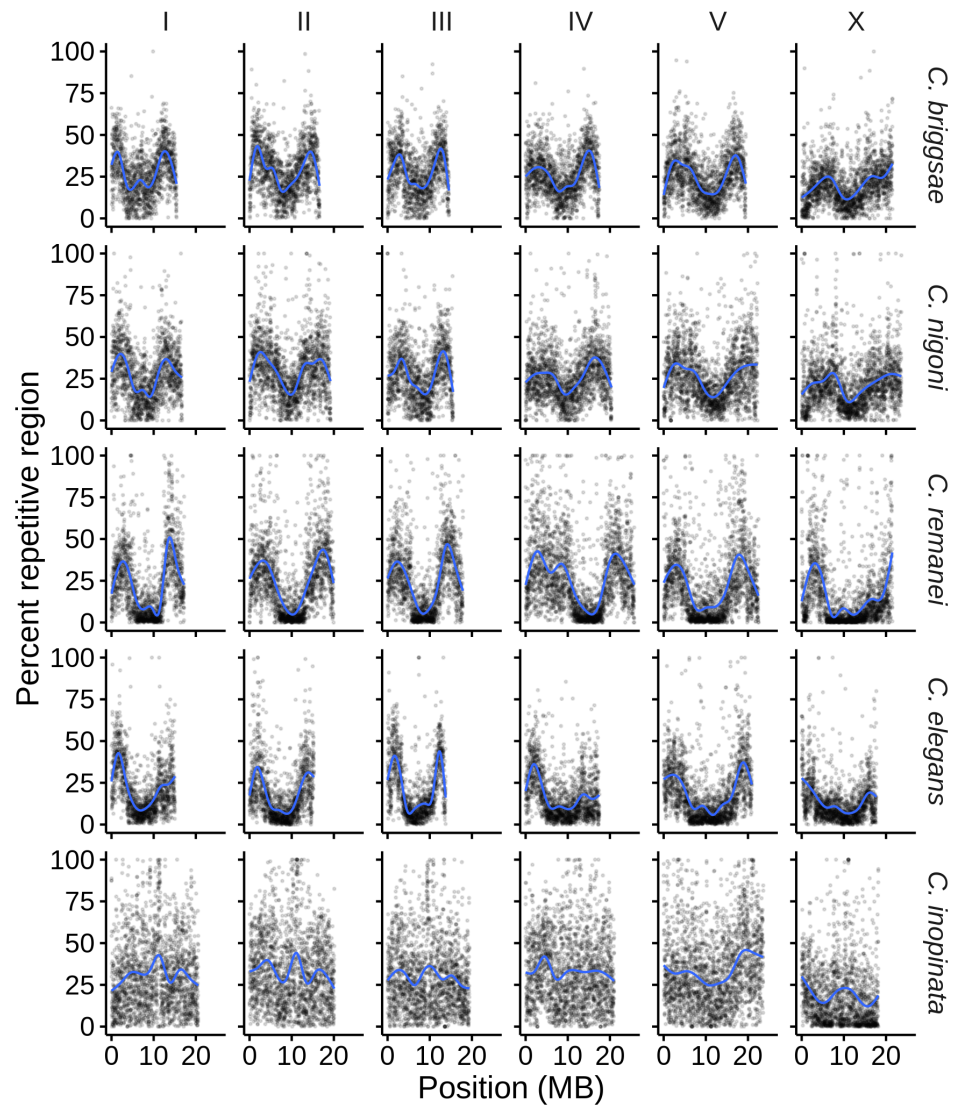 I II III IV V X
100
75
50
25
0
C. briggsae
100
75
50
25
0
C. nigoni
100
75
50
25
0
C. remanei
100
75
50
25
0
C. elegans
100
75
50
25
0
C. inopinata
Percent repetitive region
0 10 20 0 10 20 0 10 20 0 10 20 0 10 20 0 10 20
Position (MB)